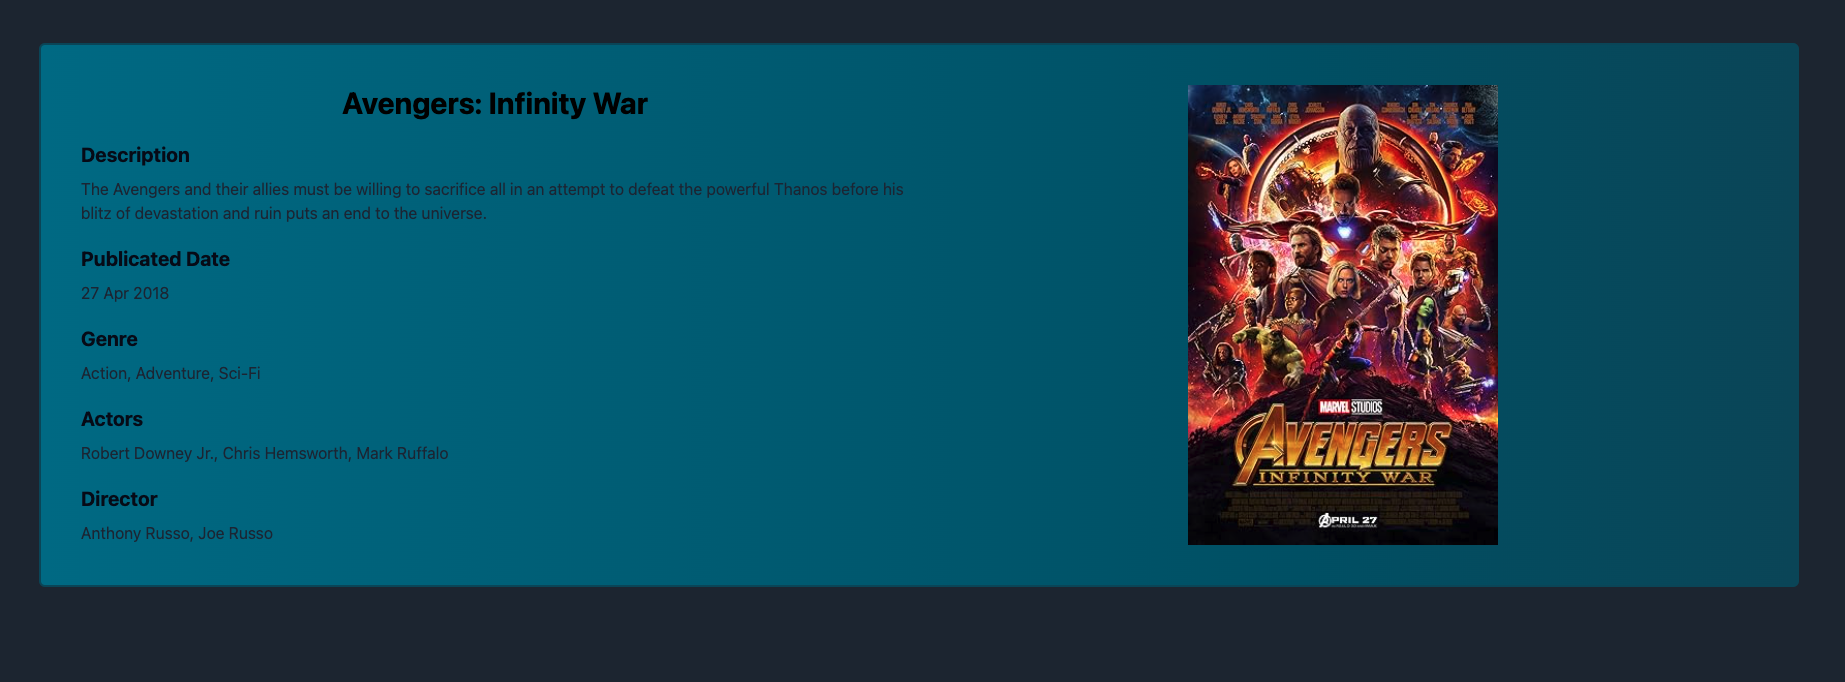 Avengers: Infinity War
Description
The Avengers and their allies must be willing to sacrifice all in an attempt to defeat the powerful Thanos before his
blitz of devastation and ruin puts an end to the universe.
Publicated Date
27 Apr 2018
Genre
Action, Adventure, Sci-Fi
Actors
Robert Downey Jr., Chris Hemsworth, Mark Ruffalo
Director
Anthony Russo, Joe Russo
MARVEL STUDIOS
AVENGERS
INFINITY WAR
APRIL 27